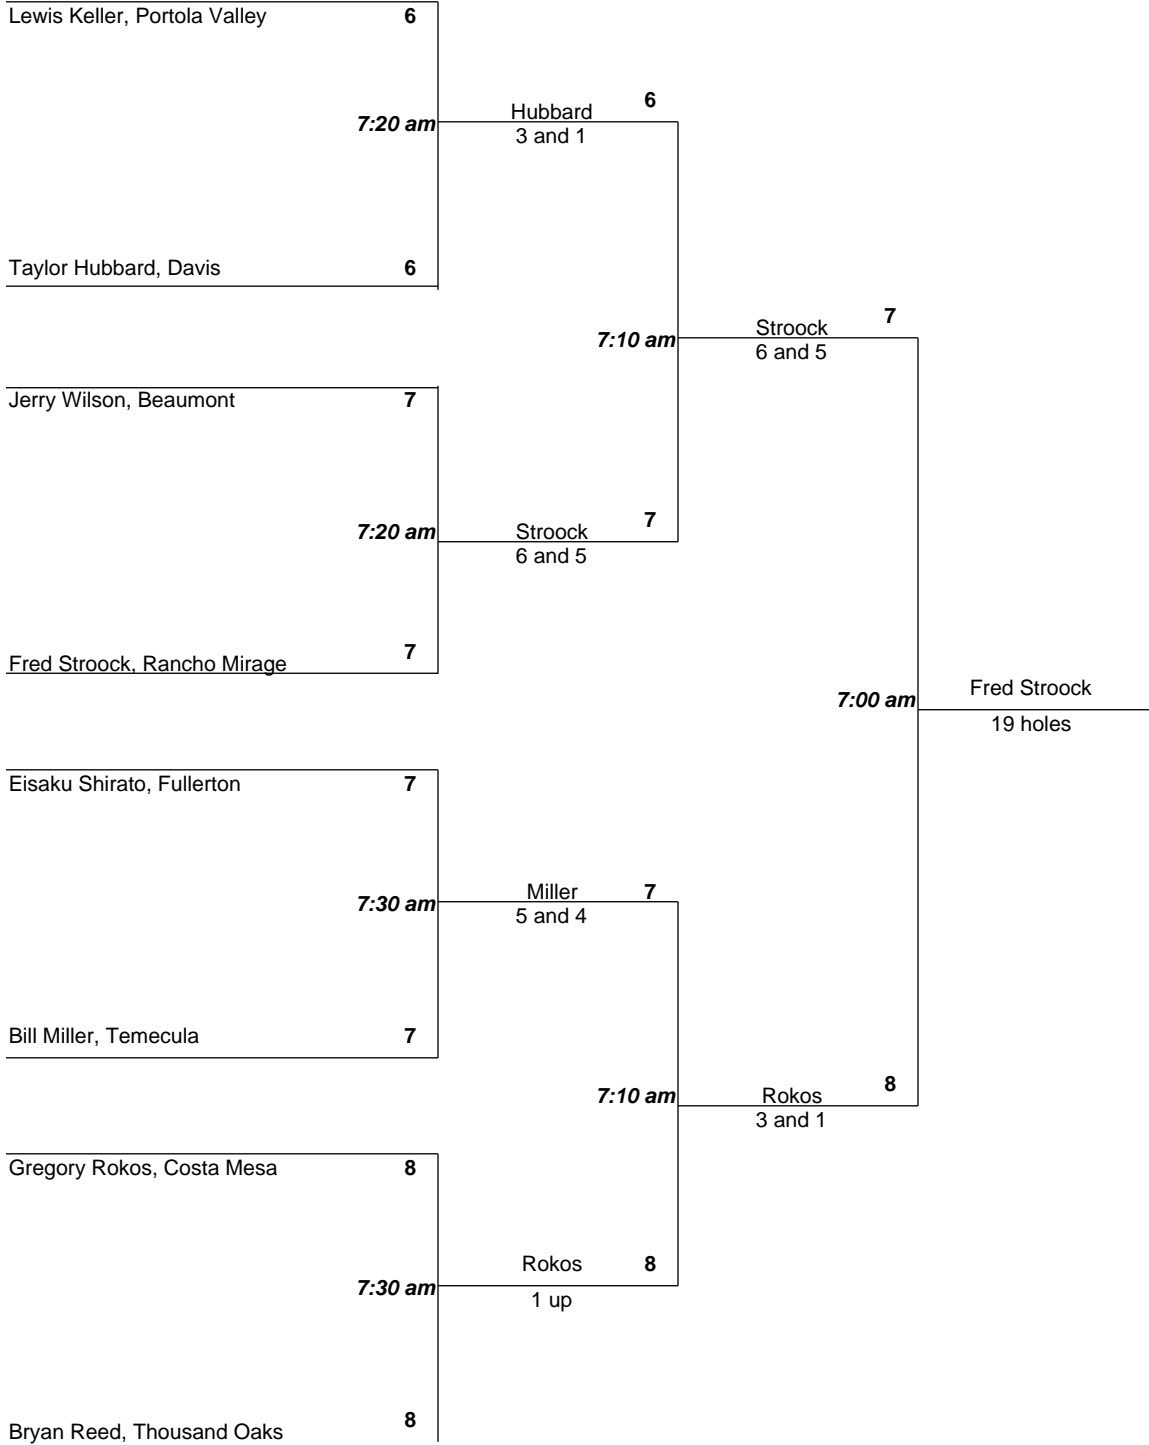 Lewis Keller, Portola Valley 6
Hubbard 6
7:20 am
3 and 1
Taylor Hubbard, Davis 6
Stroock 7
7:10 am
6 and 5
Jerry Wilson, Beaumont 7
Stroock 7
7:20 am
6 and 5
Fred Stroock, Rancho Mirage 7
Fred Stroock
7:00 am
19 holes
Eisaku Shirato, Fullerton 7
Miller 7
7:30 am
5 and 4
Bill Miller, Temecula 7
Rokos 8
7:10 am
3 and 1
Gregory Rokos, Costa Mesa 8
Rokos 8
7:30 am
1 up
Bryan Reed, Thousand Oaks 8